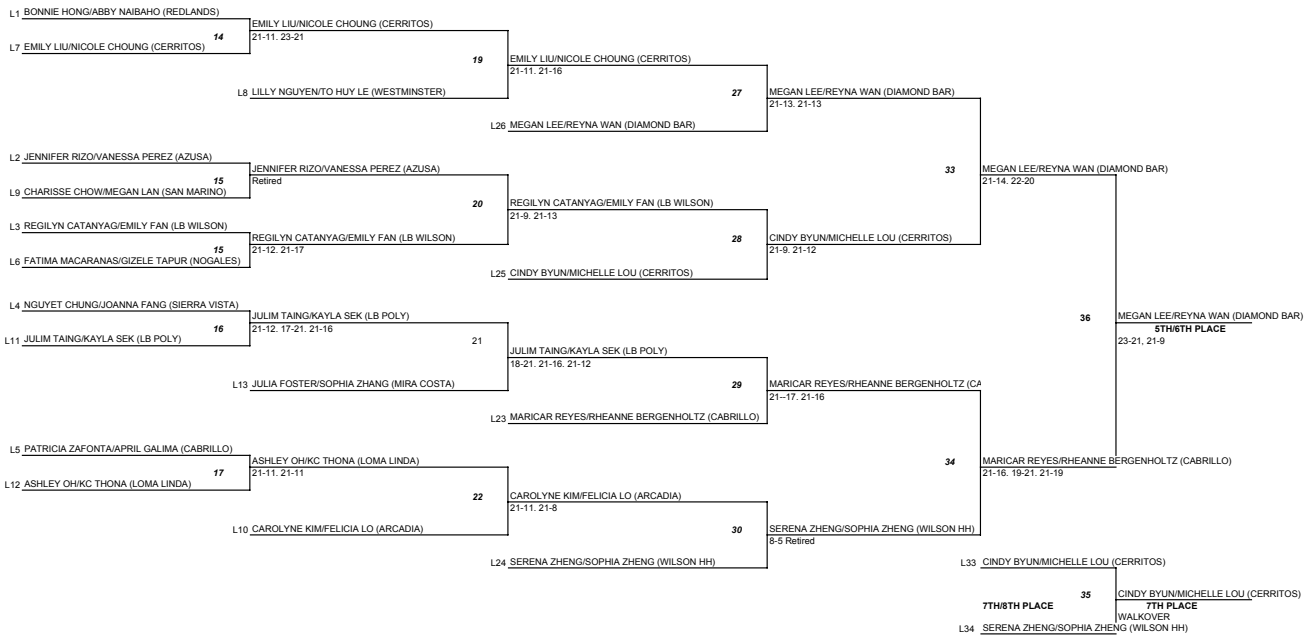 L1 BONNIE HONG/ABBY NAIBAHO (REDLANDS)
14
L7 EMILY LIU/NICOLE CHOUNG (CERRITOS)
EMILY LIU/NICOLE CHOUNG (CERRITOS)
21-11. 23-21
19
L8 LILLY NGUYEN/TO HUY LE (WESTMINSTER)
EMILY LIU/NICOLE CHOUNG (CERRITOS)
21-11. 21-16
27
L26 MEGAN LEE/REYNA WAN (DIAMOND BAR)
MEGAN LEE/REYNA WAN (DIAMOND BAR)
21-13. 21-13
L2 JENNIFER RIZO/VANESSA PEREZ (AZUSA)
15
L9 CHARISSE CHOW/MEGAN LAN (SAN MARINO)
JENNIFER RIZO/VANESSA PEREZ (AZUSA)
Retired
20
L3 REGILYN CATANYAG/EMILY FAN (LB WILSON)
15
L6 FATIMA MACARANAS/GIZELE TAPUR (NOGALES)
REGILYN CATANYAG/EMILY FAN (LB WILSON)
21-12. 21-17
REGILYN CATANYAG/EMILY FAN (LB WILSON)
21-9. 21-13
28
L25 CINDY BYUN/MICHELLE LOU (CERRITOS)
CINDY BYUN/MICHELLE LOU (CERRITOS)
21-9. 21-12
33
MEGAN LEE/REYNA WAN (DIAMOND BAR)
21-14. 22-20
L4 NGUYET CHUNG/JOANNA FANG (SIERRA VISTA)
16
L11 JULIM TAING/KAYLA SEK (LB POLY)
JULIM TAING/KAYLA SEK (LB POLY)
21-12. 17-21. 21-16
21
L13 JULIA FOSTER/SOPHIA ZHANG (MIRA COSTA)
JULIM TAING/KAYLA SEK (LB POLY)
18-21. 21-16. 21-12
29
L23 MARICAR REYES/RHEANNE BERGENHOLTZ (CABRILLO)
MARICAR REYES/RHEANNE BERGENHOLTZ (CA
21--17. 21-16
36
MEGAN LEE/REYNA WAN (DIAMOND BAR)
5TH/6TH PLACE
23-21, 21-9
L5 PATRICIA ZAFONTA/APRIL GALIMA (CABRILLO)
17
L12 ASHLEY OH/KC THONA (LOMA LINDA)
ASHLEY OH/KC THONA (LOMA LINDA)
21-11. 21-11
22
L10 CAROLYNE KIM/FELICIA LO (ARCADIA)
CAROLYNE KIM/FELICIA LO (ARCADIA)
21-11. 21-8
30
L24 SERENA ZHENG/SOPHIA ZHENG (WILSON HH)
SERENA ZHENG/SOPHIA ZHENG (WILSON HH)
8-5 Retired
34
MARICAR REYES/RHEANNE BERGENHOLTZ (CABRILLO)
21-16. 19-21. 21-19
L33 CINDY BYUN/MICHELLE LOU (CERRITOS)
35
7TH/8TH PLACE
L34 SERENA ZHENG/SOPHIA ZHENG (WILSON HH)
CINDY BYUN/MICHELLE LOU (CERRITOS)
7TH PLACE
WALKOVER